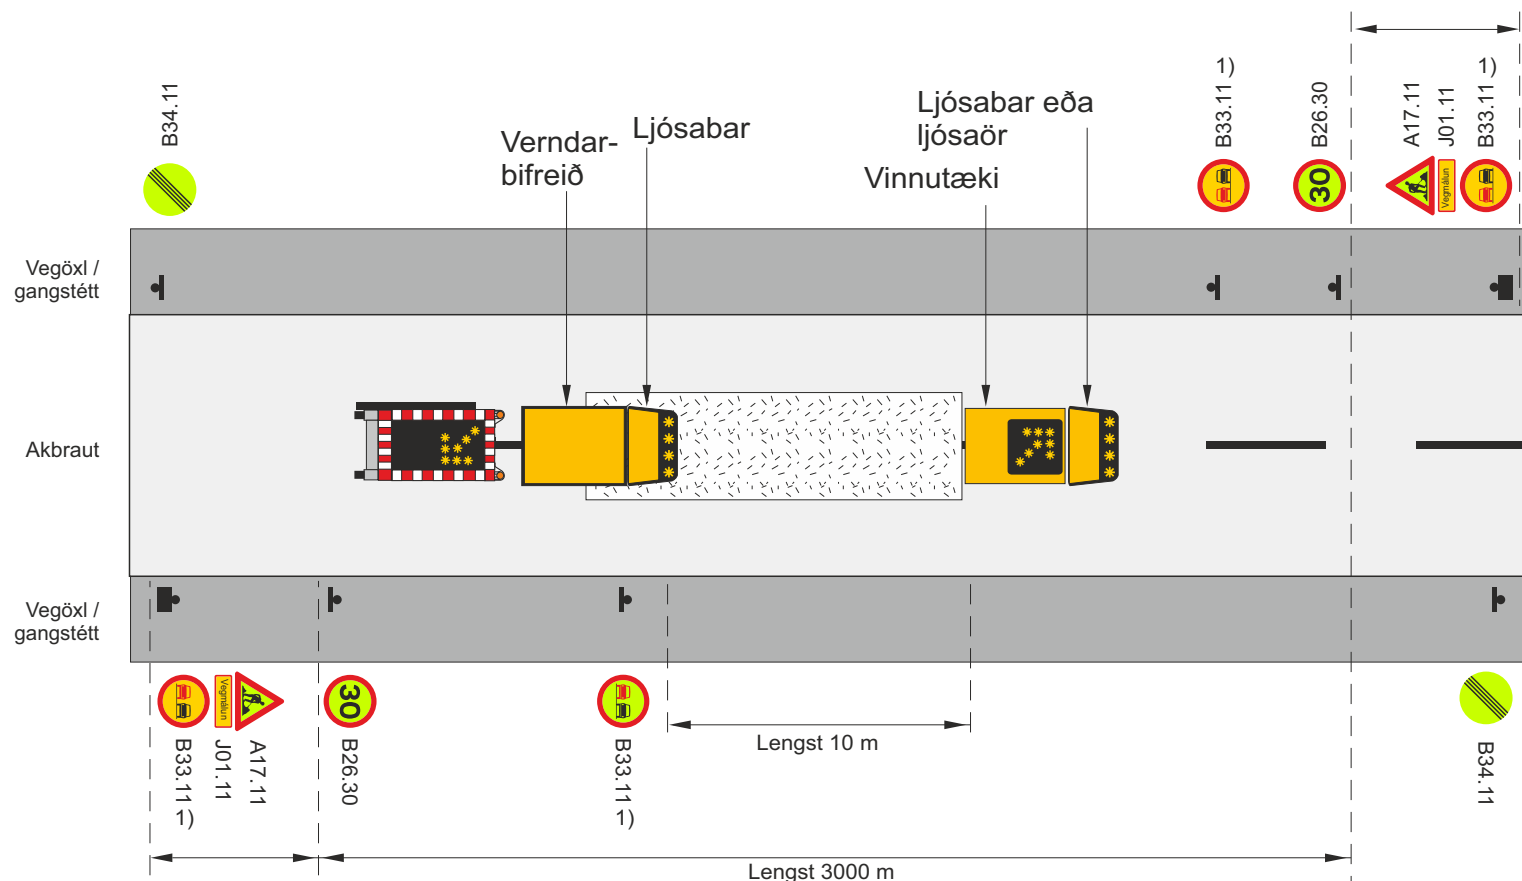 B34.11
Verndar-
bifreið
Ljósabar
Ljósabar eða
ljósaör
Vinnutæki
B33.11 1)
B26.30
A17.11
J01.11
B33.11 1)
30
Vegmálun
Vegöxl /
gangstétt
Akbraut
Vegöxl /
gangstétt
Vegmálun
30
B33.11 1)
J01.11
A17.11
B26.30
B33.11 1)
Lengst 10 m
B34.11
Lengst 3000 m